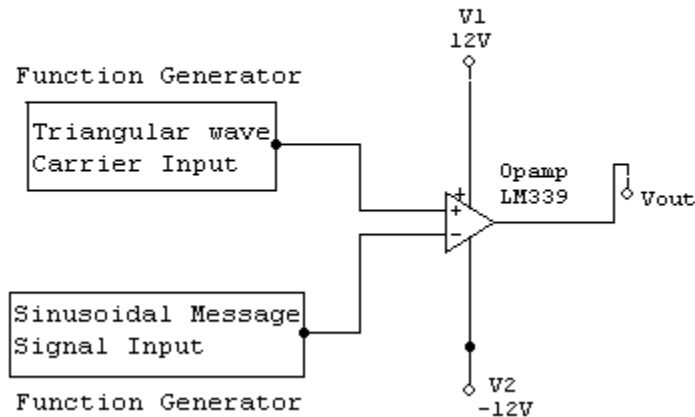 V1
12V
Function Generator
Triangular wave
Carrier Input
Opamp
LM339
+
+
−
Vout
Sinusoidal Message
Signal Input
V2
-12V
Function Generator